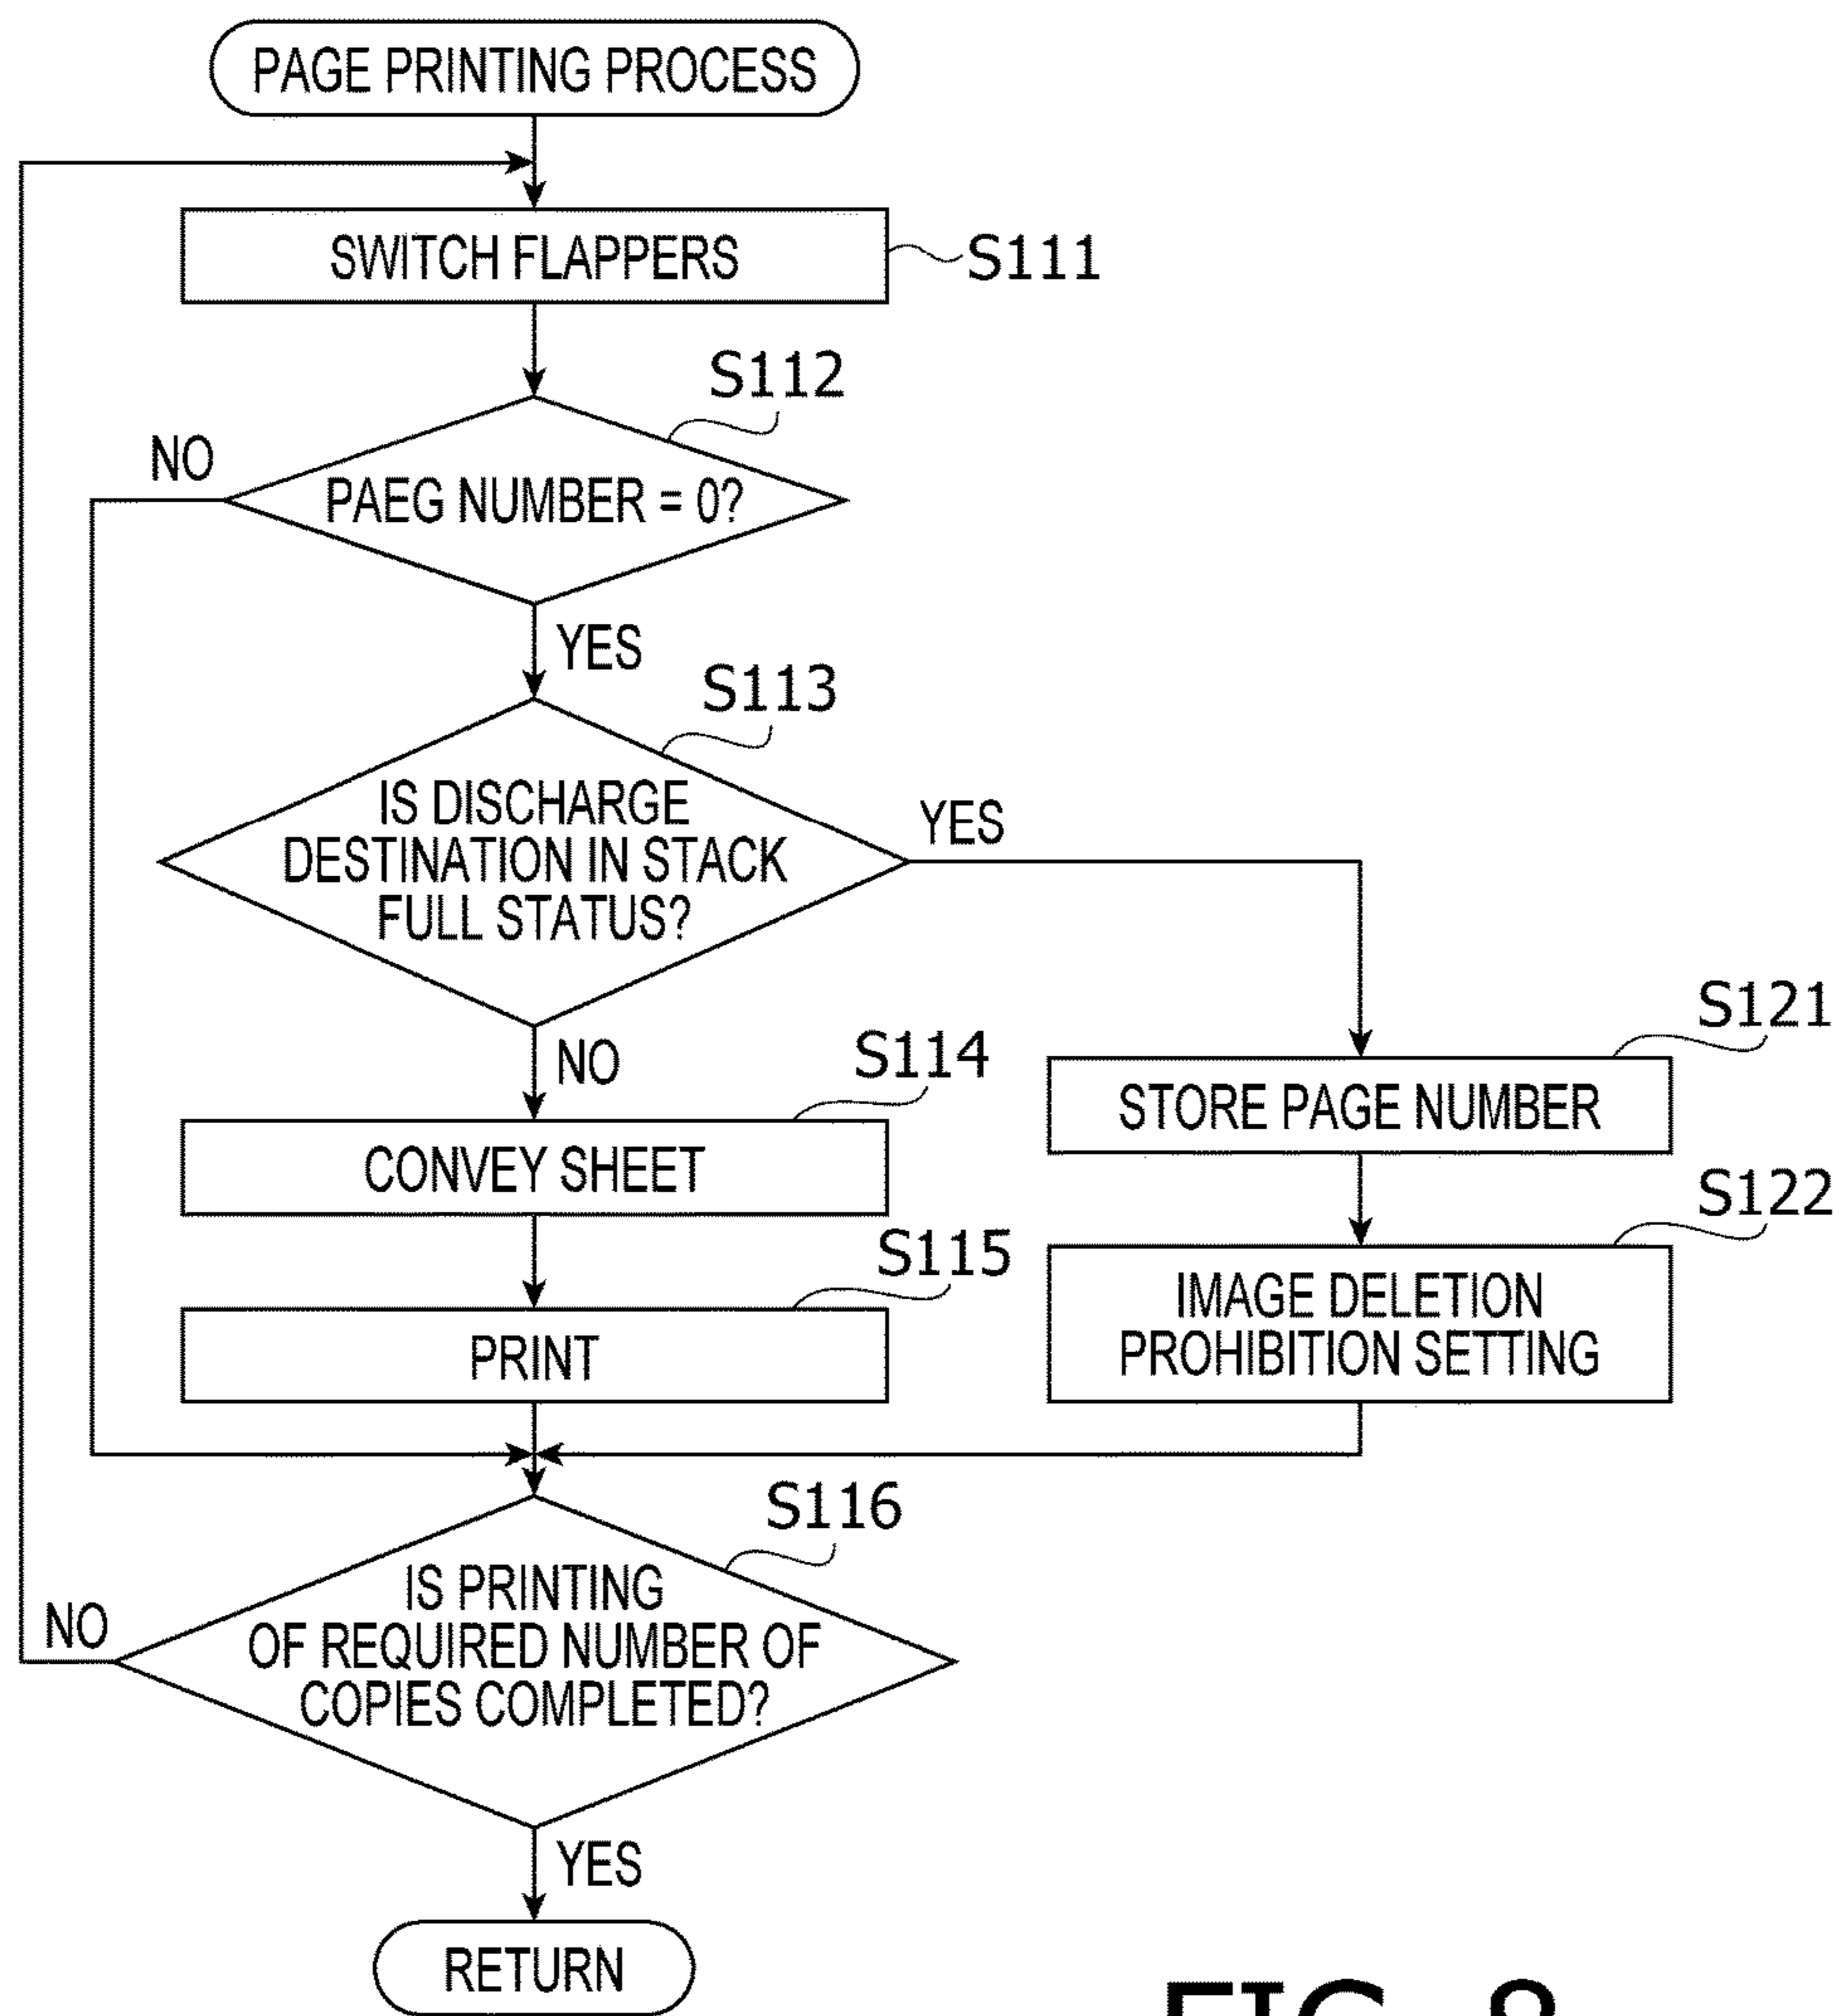 PAGE PRINTING PROCESS
SWITCH FLAPPERS
S111
S112
NO
PAEG NUMBER = 0?
YES
S113
IS DISCHARGE
DESTINATION IN STACK
FULL STATUS?
YES
NO
S114
CONVEY SHEET
S115
PRINT
S121
STORE PAGE NUMBER
S122
IMAGE DELETION
PROHIBITION SETTING
S116
IS PRINTING
OF REQUIRED NUMBER OF
COPIES COMPLETED?
NO
YES
RETURN
FIG. 8